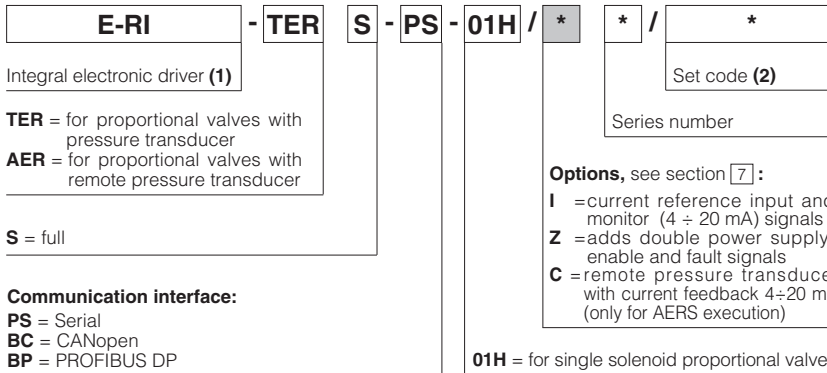 E-RI - TER S - PS - 01H / * * / *
Integral electronic driver (1)
Set code (2)
TER = for proportional valves with
pressure transducer
AER = for proportional valves with
remote pressure transducer
Series number
S = full
Options, see section 7 :
I =current reference input and
monitor (4 ÷ 20 mA) signals
Z =adds double power supply
enable and fault signals
C =remote pressure transduce
with current feedback 4÷20 m
(only for AERS execution)
Communication interface:
PS = Serial
BC = CANopen
BP = PROFIBUS DP
01H = for single solenoid proportional valve